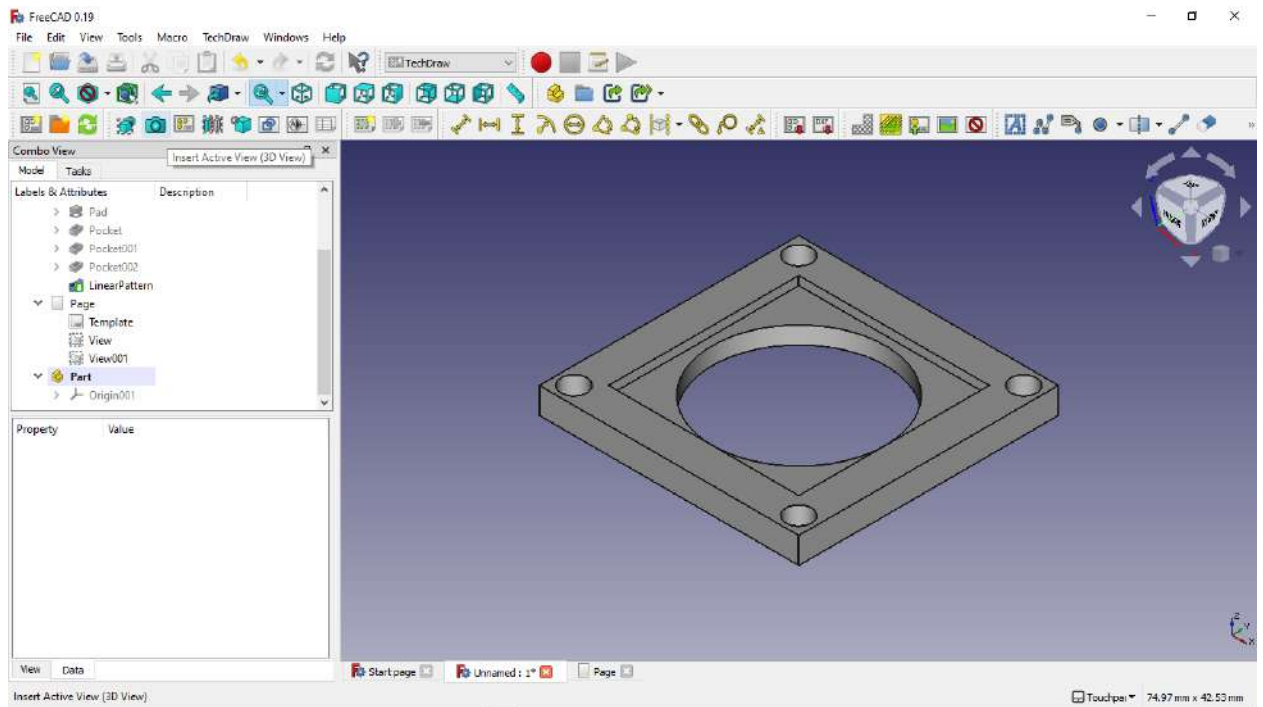 FreeCAD 0.19
File Edit View Tools Macro TechDraw Windows Help
TechDraw
Combo View
Insert Active View (3D View)
Model Tasks
Labels & Attributes Description
Pad
Pocket
Pocket001
Pocket002
LinearPattern
Page
Template
View
View001
Part
Origin001
Property Value
View Data
Start page Unnamed : 1* Page
Z
Y
X
Insert Active View (3D View)
74.97 mm x 42.53 mm